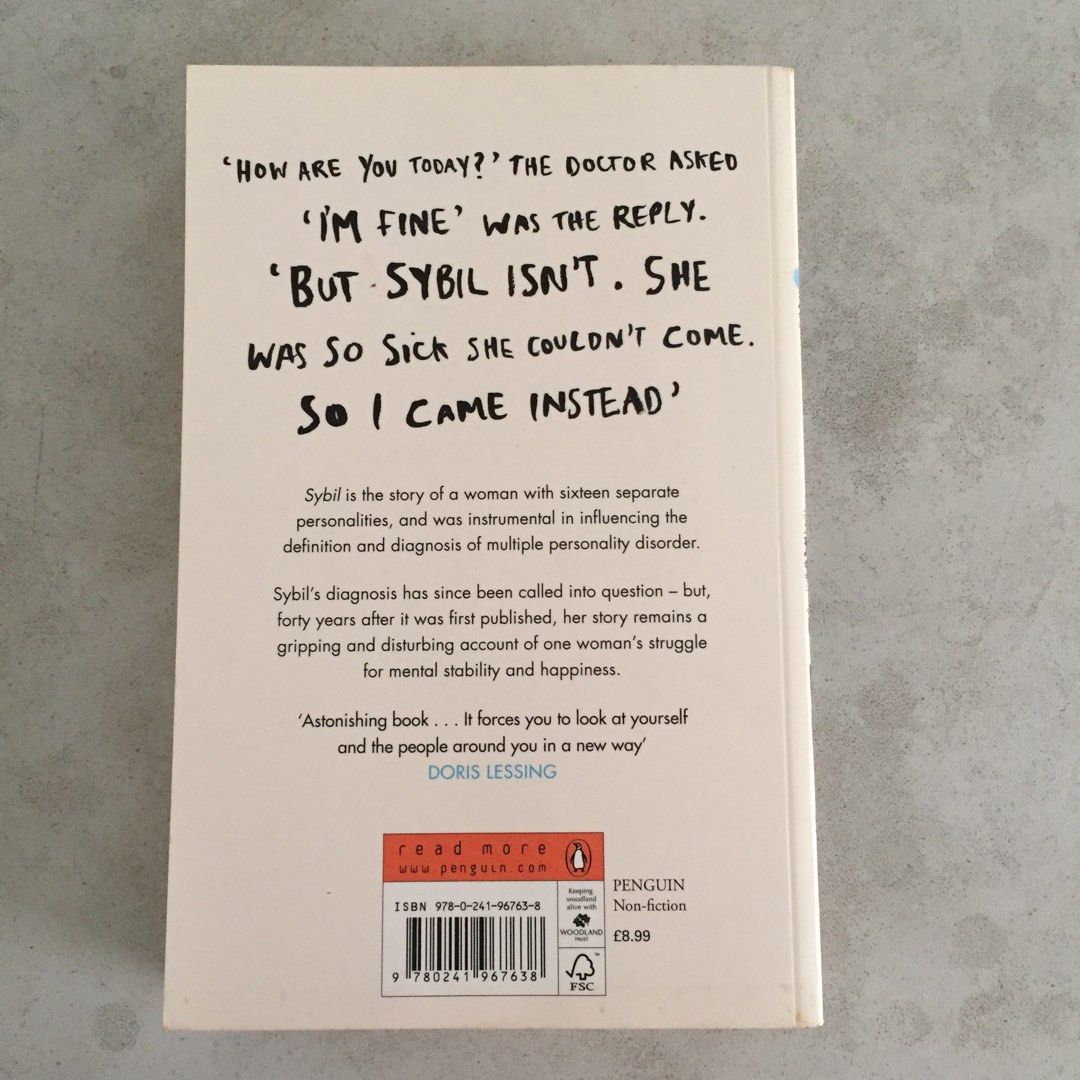 ‘HOW ARE YOU TODAY?’ THE DOCTOR ASKED
‘I'M FINE’ WAS THE REPLY.
‘BUT SYBIL ISN'T. SHE
WAS SO SICK SHE COULDN'T COME.
SO I CAME INSTEAD’
Sybil is the story of a woman with sixteen separate
personalities, and was instrumental in influencing the
definition and diagnosis of multiple personality disorder.
Sybil's diagnosis has since been called into question – but,
forty years after it was first published, her story remains a
gripping and disturbing account of one woman's struggle
for mental stability and happiness.
‘Astonishing book . . . It forces you to look at yourself
and the people around you in a new way’
DORIS LESSING
read more
www.penguin.com
ISBN 978-0-241-96763-8
9 780241 967638
Keeping
woodland
alive with
WOODLAND
TRUST
FSC™
PENGUIN
Non-fiction
£8.99